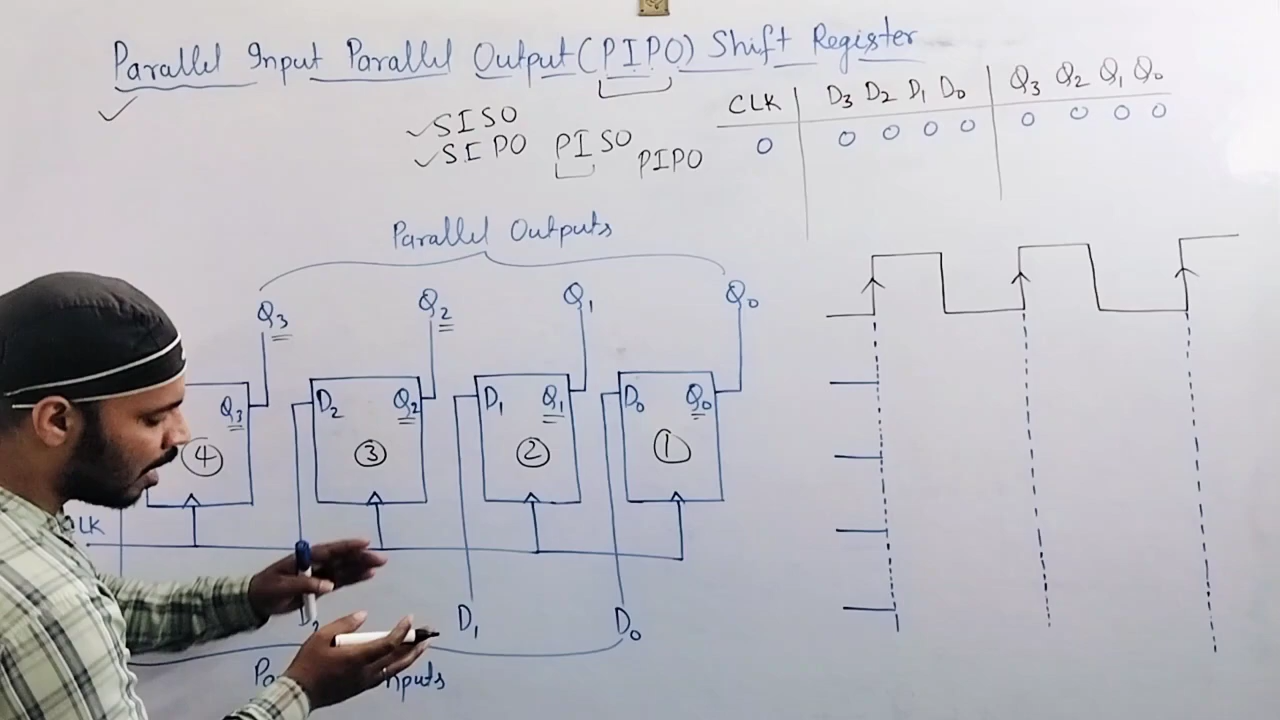 Parallel Input Parallel Output (PIPO) Shift Register
SISO
SIPO PISO
PIPO
CLK D3 D2 D1 D0 Q3 Q2 Q1 Q0
0 0 0 0 0 0 0 0 0
Parallel Outputs
Q3 Q2 Q1 Q0
Q3 D2 Q2 D1 Q1 D0 Q0
4 3 2 1
CLK
D1 D0